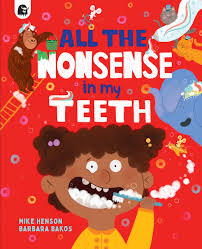 ALL THE
NONSENSE
in my
TEETH
MIKE HENSON
BARBARA BAKOS